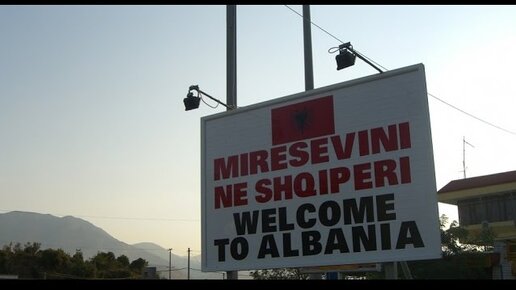 MIRESEVINI
NE SHQIPERI
WELCOME
TO ALBANIA